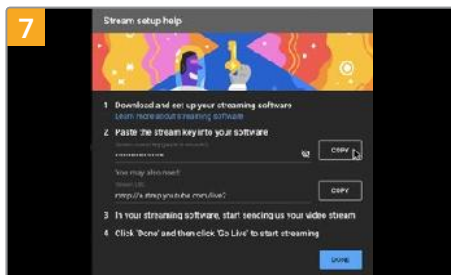 7
Stream setup help
1 Download and set up your streaming software
Learn more about streaming software
2 Paste the stream key into your software
COPY
You may also need:
Stream URL
COPY
3 In your streaming software, start sending us your video stream
4 Click 'Done' and then click 'Go Live' to start streaming
DONE